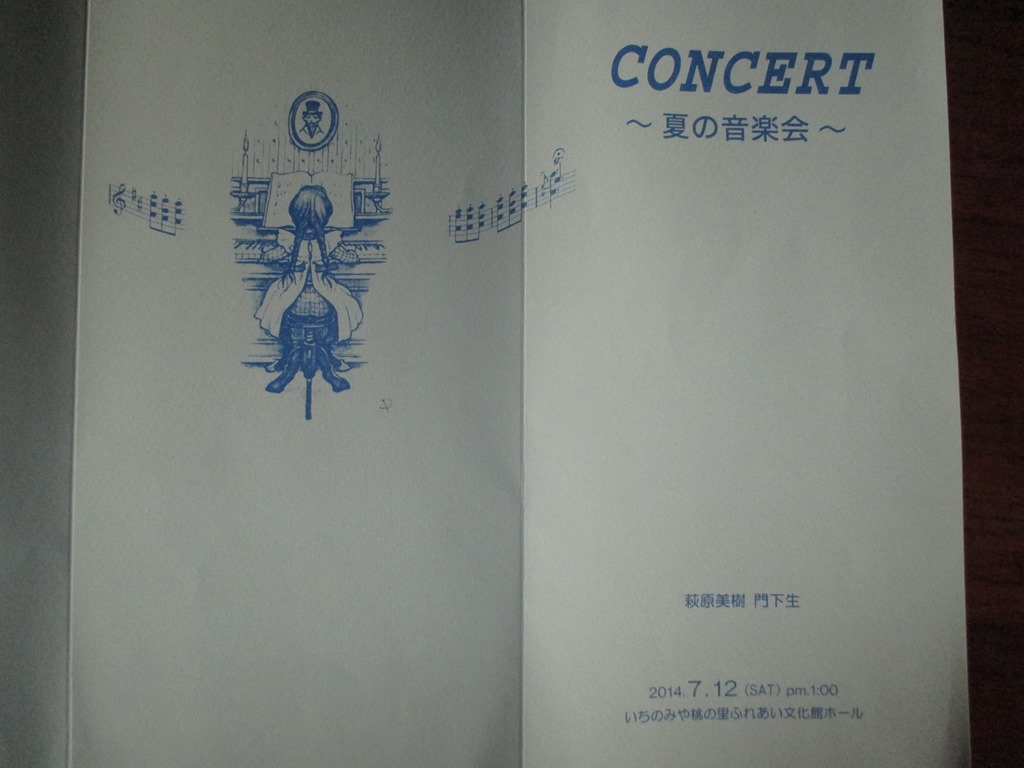 CONCERT
～夏の音楽会～
萩原美樹 門下生
2014.7.12 (SAT) pm.1:00
いちのみや桃の里ふれあい文化館ホール